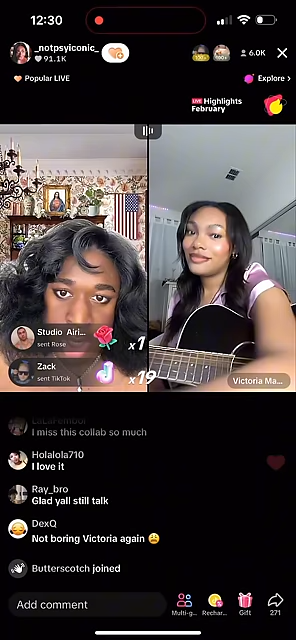 12:30
_notpsyiconic_
91.1K
6.0K
Popular LIVE
Explore >
LIVE Highlights
February
Studio Airi...
sent Rose
x1
Zack
sent TikTok
x19
Victoria Ma...
I miss this collab so much
Holalola710
I love it
Ray_bro
Glad yall still talk
DexQ
Not boring Victoria again 😩
Butterscotch joined
Add comment
Multi-g...
Rechar...
Gift
271